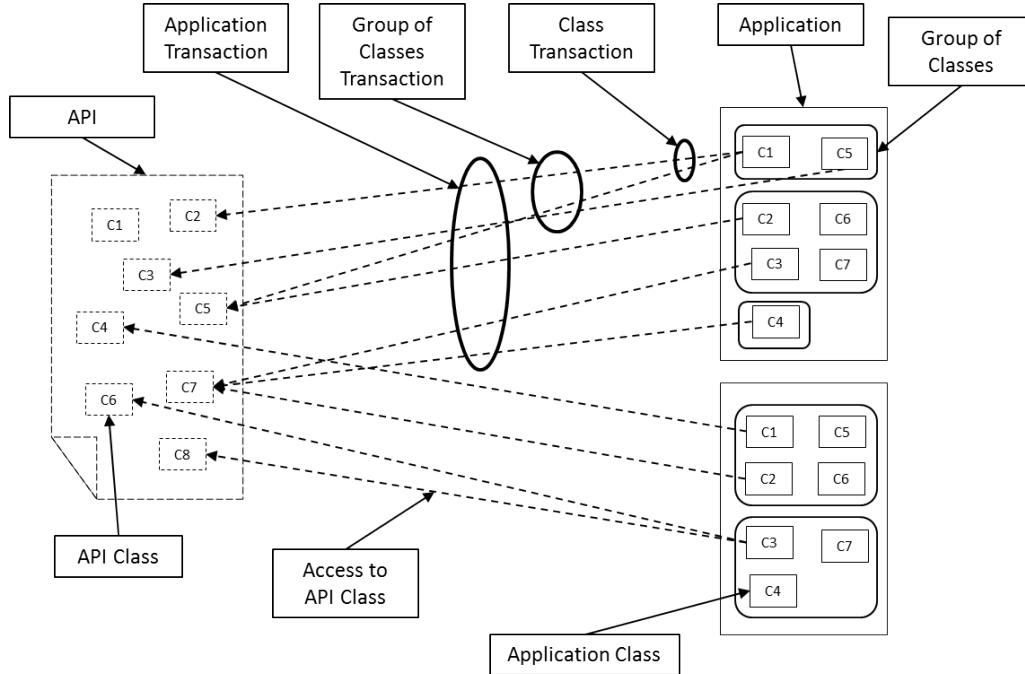 Application
Transaction
Group of
Classes
Transaction
Class
Transaction
Application
Group of
Classes
API
C1
C5
C2
C6
C3
C7
C4
C1
C2
C3
C5
C4
C7
C6
C8
C1
C5
C2
C6
C3
C7
C4
API Class
Access to
API Class
Application Class